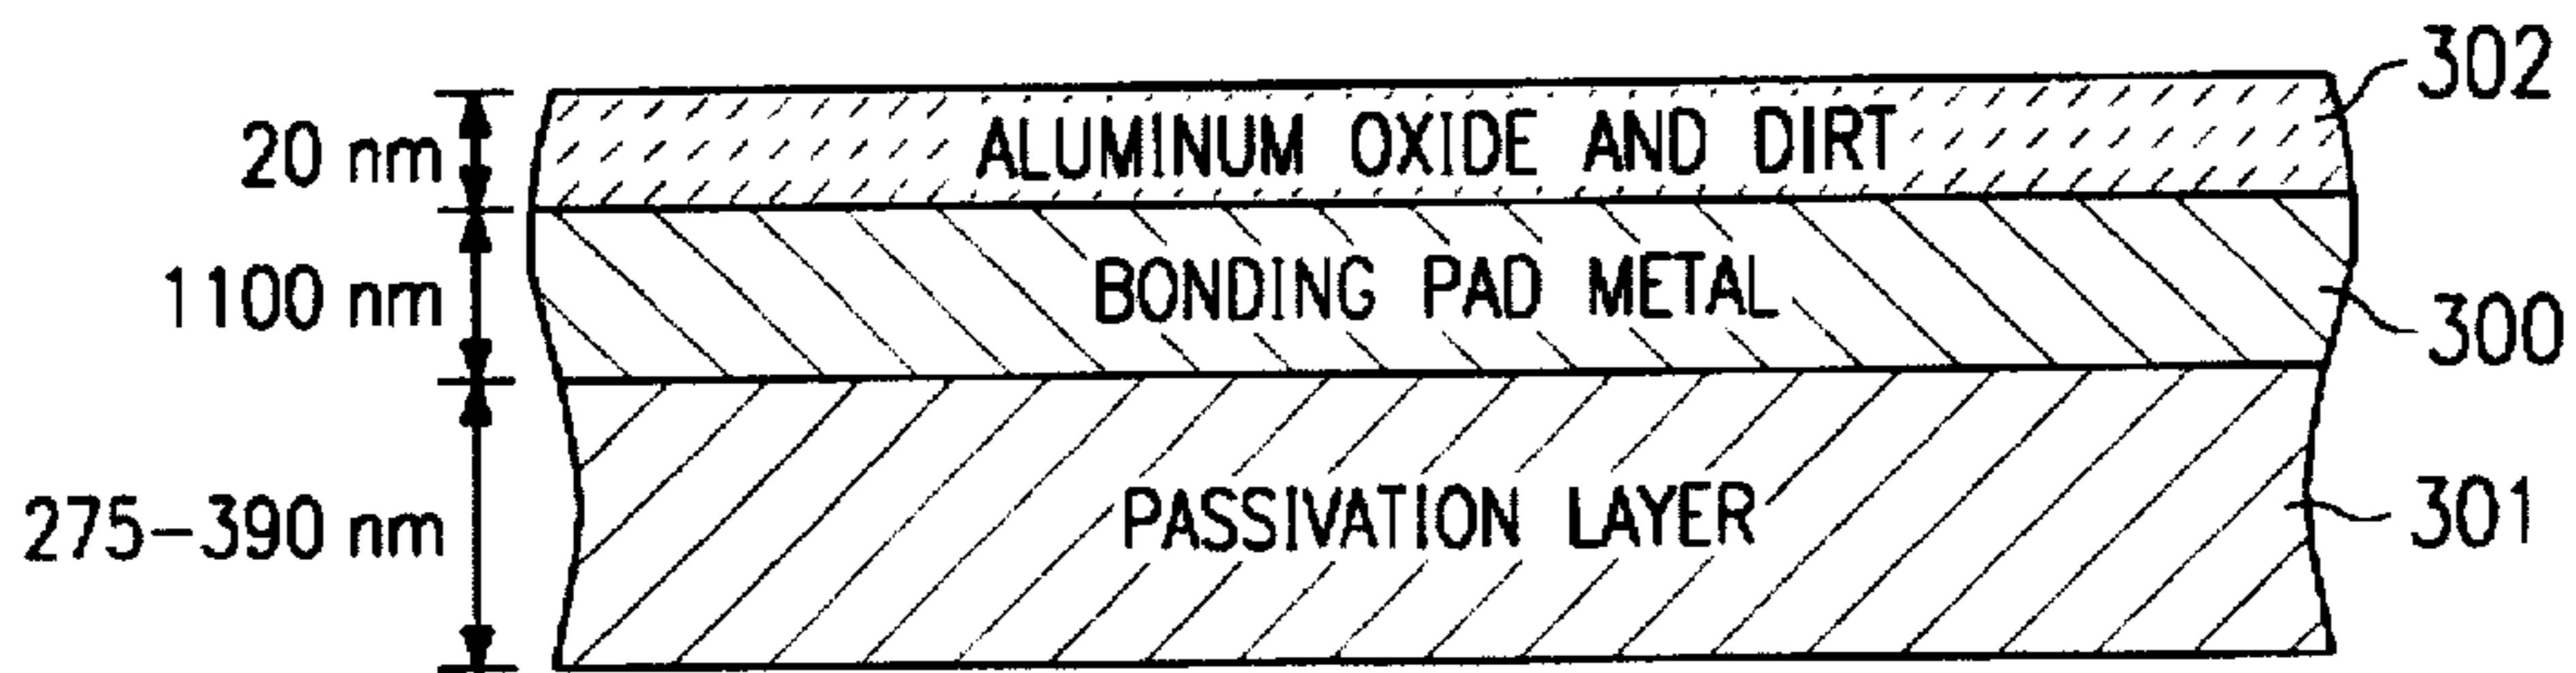 302
20 nm
ALUMINUM OXIDE AND DIRT
1100 nm
BONDING PAD METAL
300
275-390 nm
PASSIVATION LAYER
301